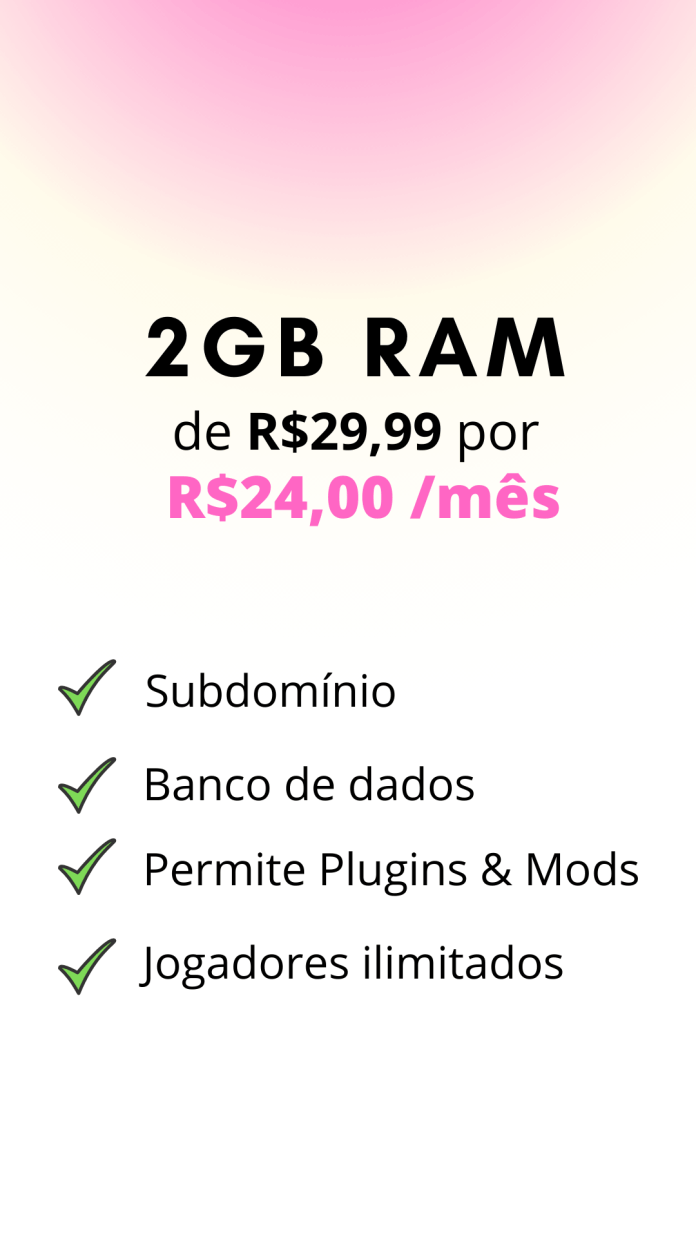 2GB RAM
de R$29,99 por
R$24,00 /mês
Subdomínio
Banco de dados
Permite Plugins & Mods
Jogadores ilimitados